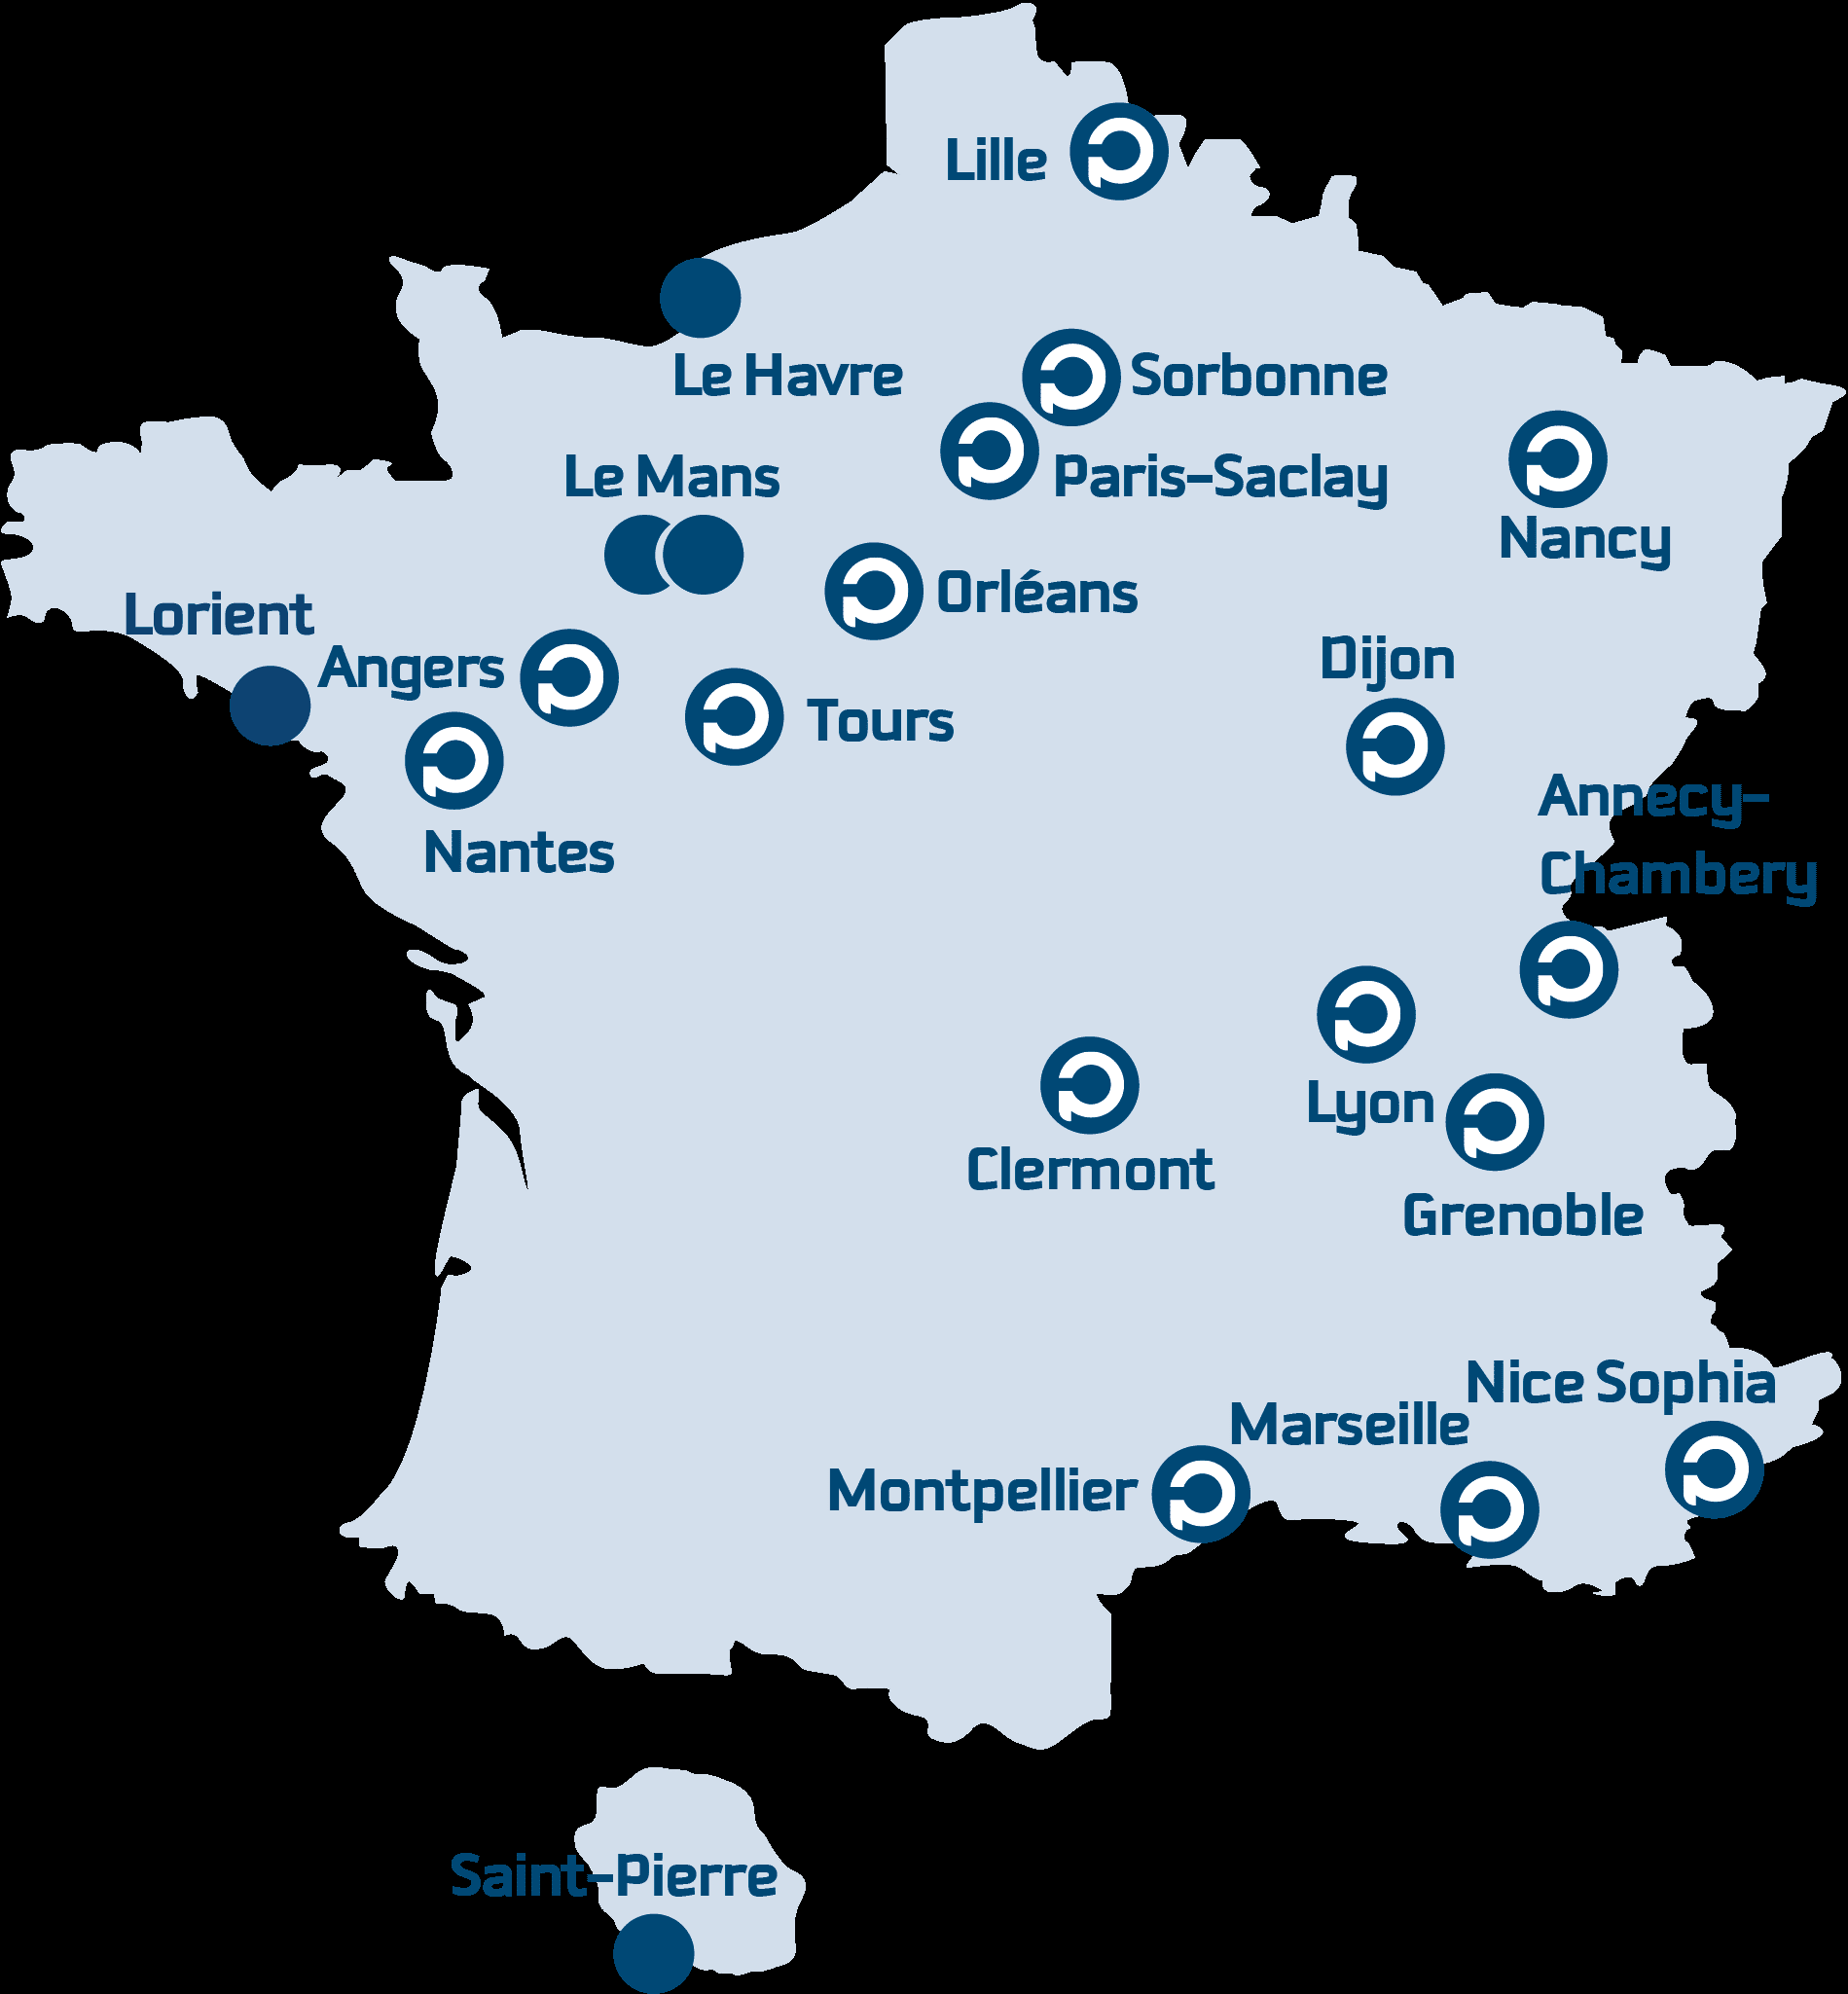 Lille
Le Havre
Sorbonne
Le Mans
Paris-Saclay
Nancy
Orléans
Lorient
Angers
Dijon
Tours
Annecy-
Chambery
Nantes
Lyon
Clermont
Grenoble
Nice Sophia
Marseille
Montpellier
Saint-Pierre